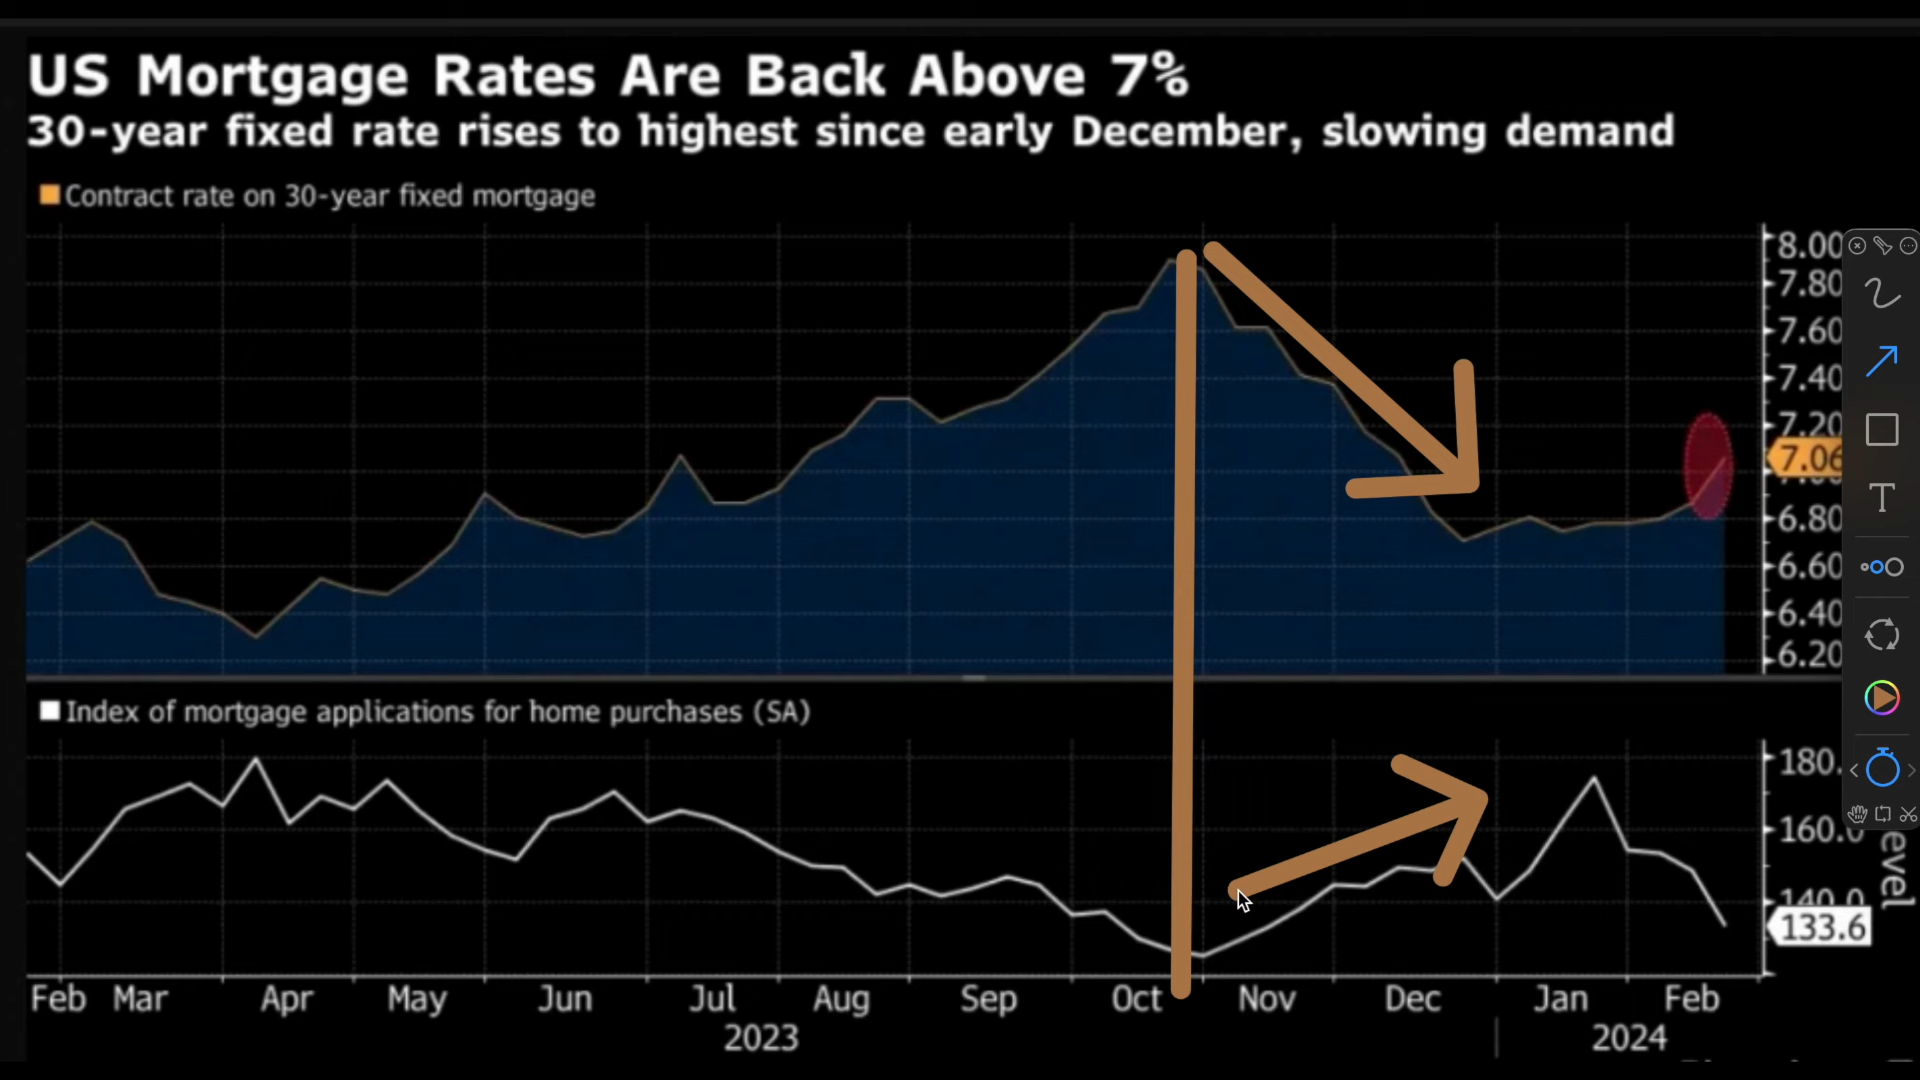 US Mortgage Rates Are Back Above 7%
30-year fixed rate rises to highest since early December, slowing demand
Contract rate on 30-year fixed mortgage
8.00
7.80
7.60
7.40
7.20
7.06
6.80
6.60
6.40
6.20
Index of mortgage applications for home purchases (SA)
180.
160.0
140.0
133.6
Feb Mar Apr May Jun Jul Aug Sep Oct Nov Dec Jan Feb
2023 2024
T